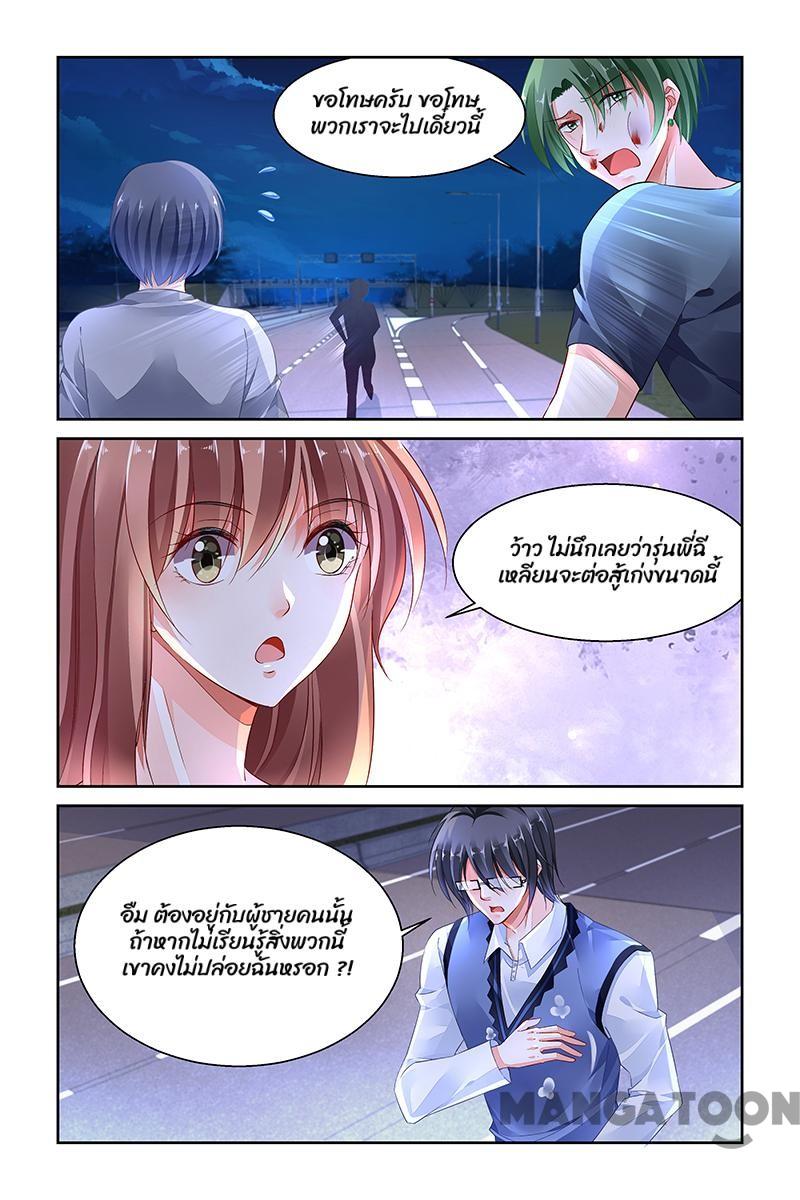 ขอโทษครับ ขอโทษ
พวกเราจะไปเดี๋ยวนี้
ว้าว ไม่นึกเลยว่ารุ่นพี่ฉี
เหลียนจะต่อสู้เก่งขนาดนี้
อืม ต้องอยู่กับผู้ชายคนนั้น
ถ้าหากไม่เรียนรู้สิ่งพวกนี้
เขาคงไม่ปล่อยฉันหรอก ?!
MANGATOON